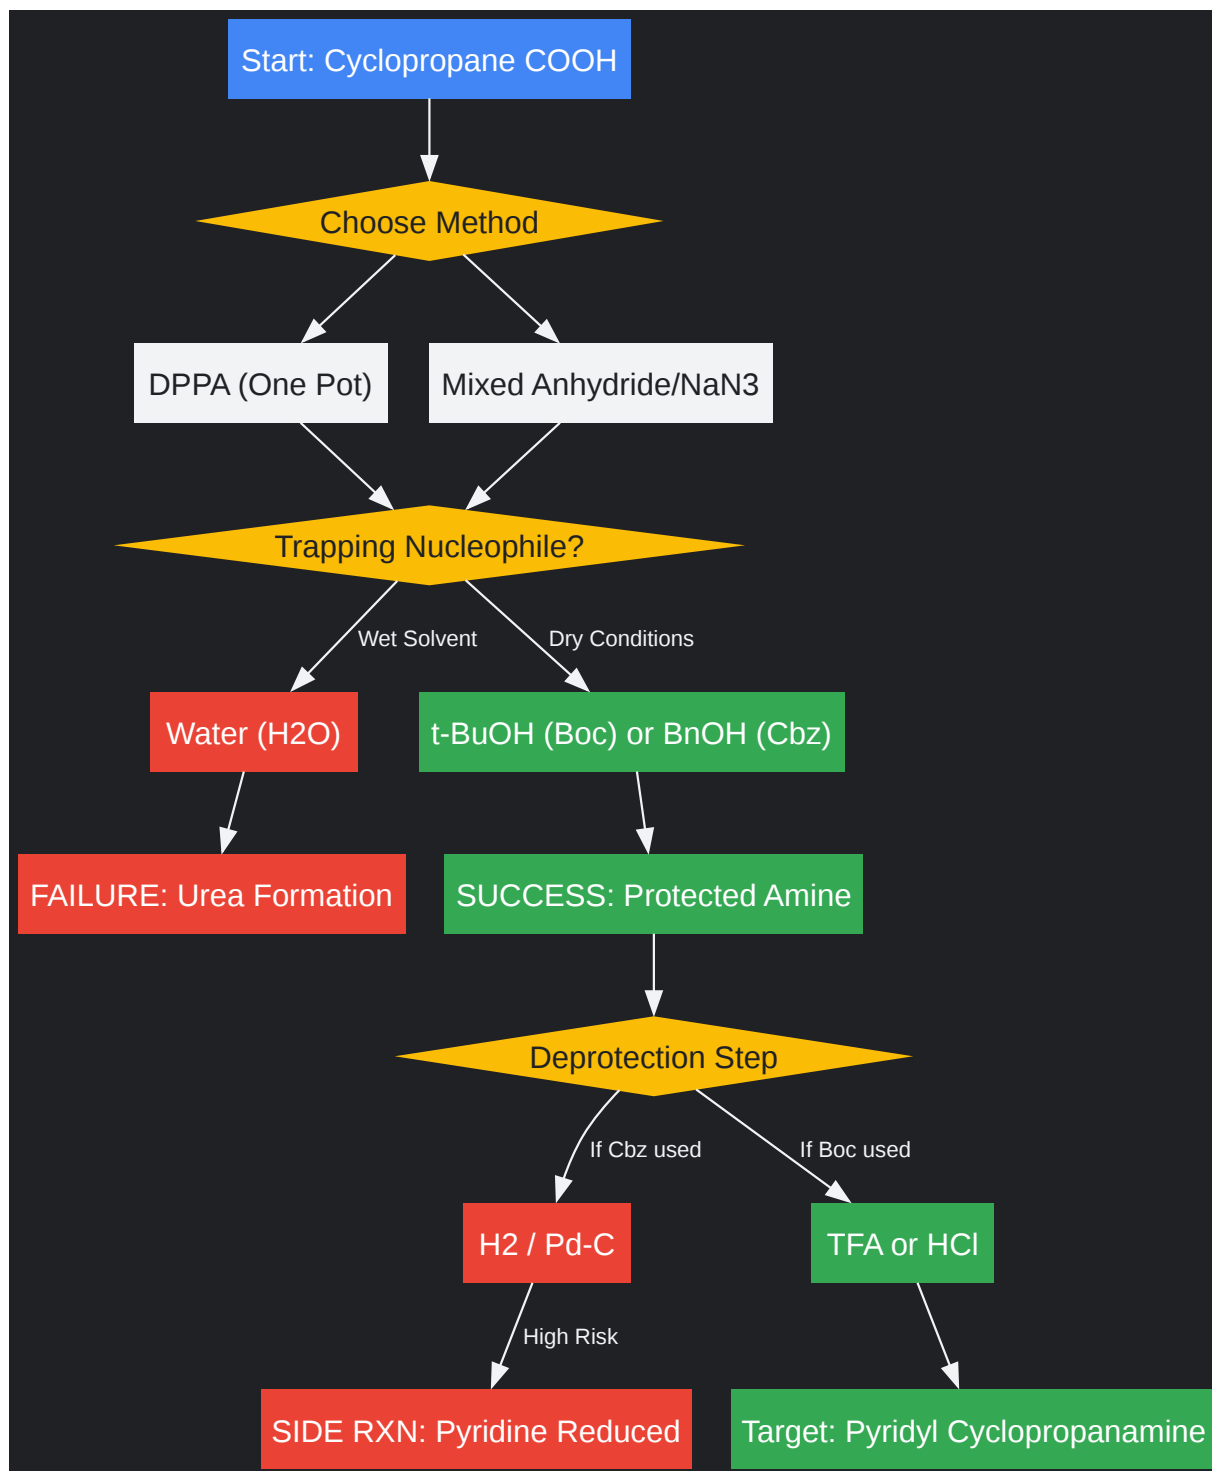 Start: Cyclopropane COOH
Choose Method
DPPA (One Pot)
Mixed Anhydride/NaN3
Trapping Nucleophile?
Wet Solvent
Dry Conditions
Water (H2O)
t-BuOH (Boc) or BnOH (Cbz)
FAILURE: Urea Formation
SUCCESS: Protected Amine
Deprotection Step
If Cbz used
If Boc used
H2 / Pd-C
TFA or HCl
High Risk
SIDE RXN: Pyridine Reduced
Target: Pyridyl Cyclopropanamine